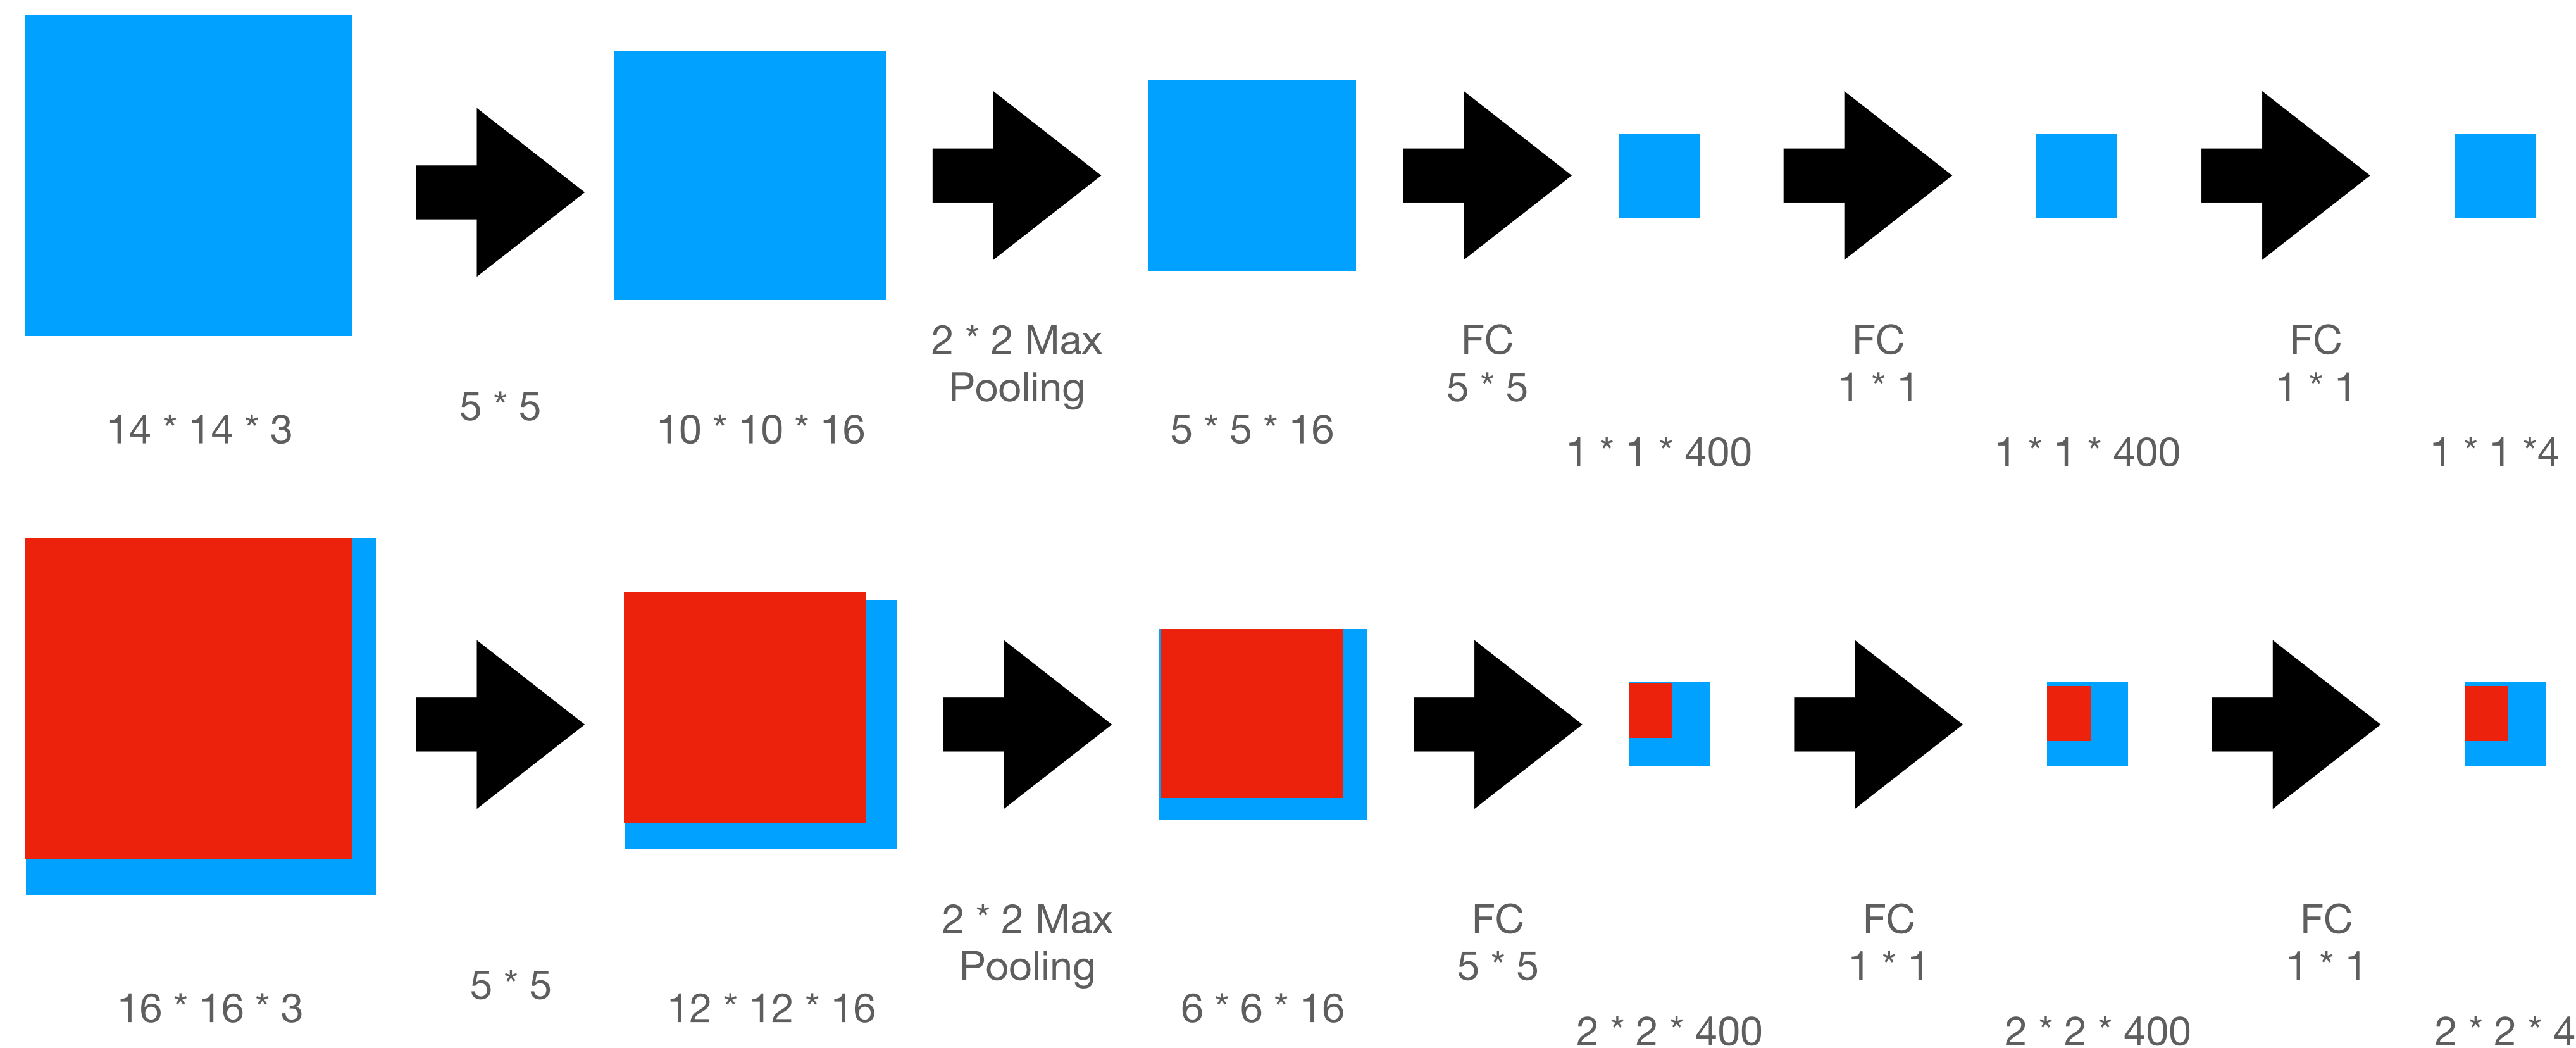 2 * 2 Max
Pooling
FC
5 * 5
FC
1 * 1
FC
1 * 1
14 * 14 * 3
5 * 5
10 * 10 * 16
5 * 5 * 16
1 * 1 * 400
1 * 1 * 400
1 * 1 *4
2 * 2 Max
Pooling
FC
5 * 5
FC
1 * 1
FC
1 * 1
16 * 16 * 3
5 * 5
12 * 12 * 16
6 * 6 * 16
2 * 2 * 400
2 * 2 * 400
2 * 2 * 4